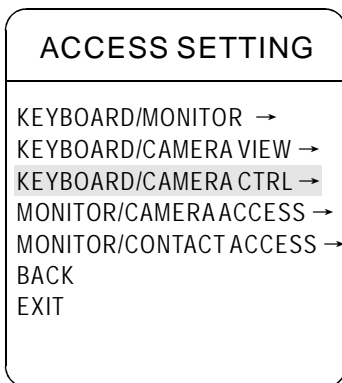 ACCESS SETTING
KEYBOARD/MONITOR →
KEYBOARD/CAMERA VIEW →
KEYBOARD/CAMERA CTRL →
MONITOR/CAMERA ACCESS →
MONITOR/CONTACT ACCESS →
BACK
EXIT